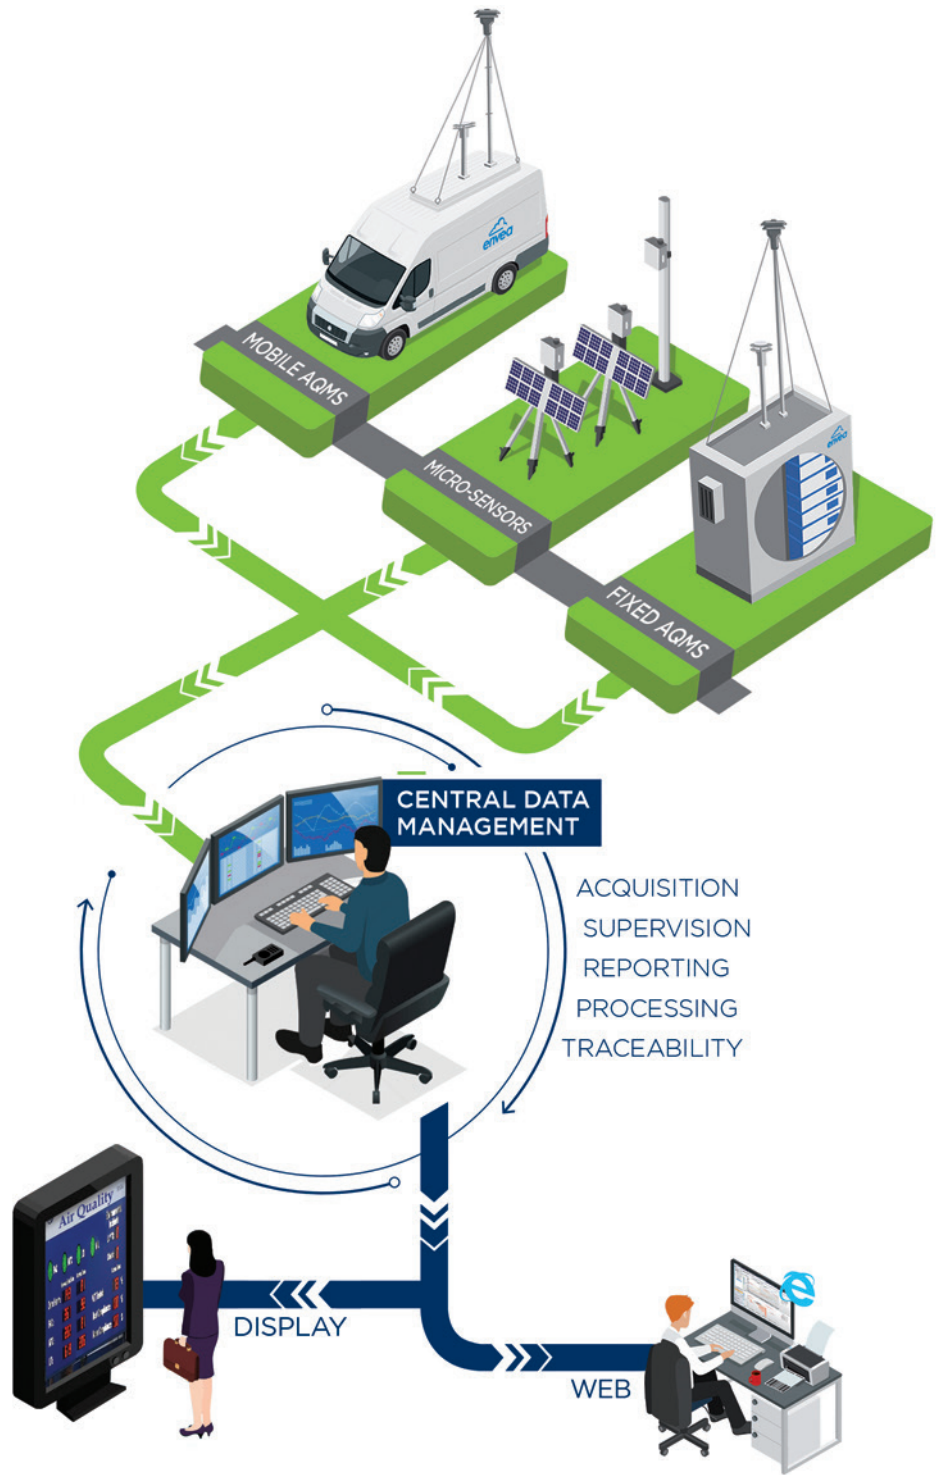 envea
MOBILE AQMS
MICRO-SENSORS
envea
FIXED AQMS
CENTRAL DATA
MANAGEMENT
ACQUISITION
SUPERVISION
REPORTING
PROCESSING
TRACEABILITY
Air Quality
DISPLAY
WEB